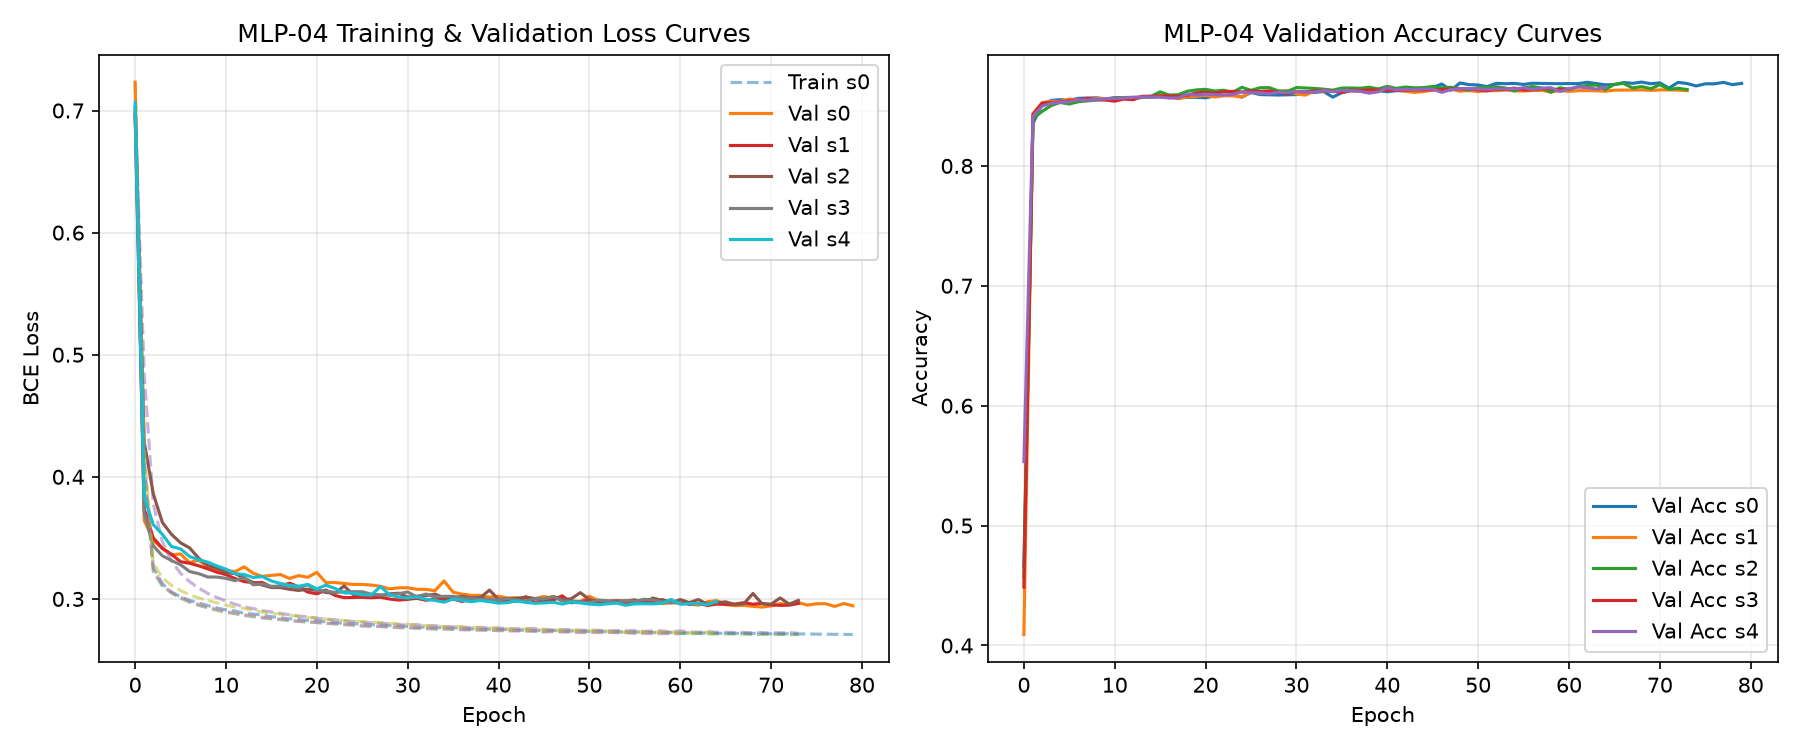 MLP-04 Training & Validation Loss Curves
BCE Loss
0.7
0.6
0.5
0.4
0.3
0 10 20 30 40 50 60 70 80
Epoch
Train s0
Val s0
Val s1
Val s2
Val s3
Val s4
MLP-04 Validation Accuracy Curves
Accuracy
0.8
0.7
0.6
0.5
0.4
0 10 20 30 40 50 60 70 80
Epoch
Val Acc s0
Val Acc s1
Val Acc s2
Val Acc s3
Val Acc s4